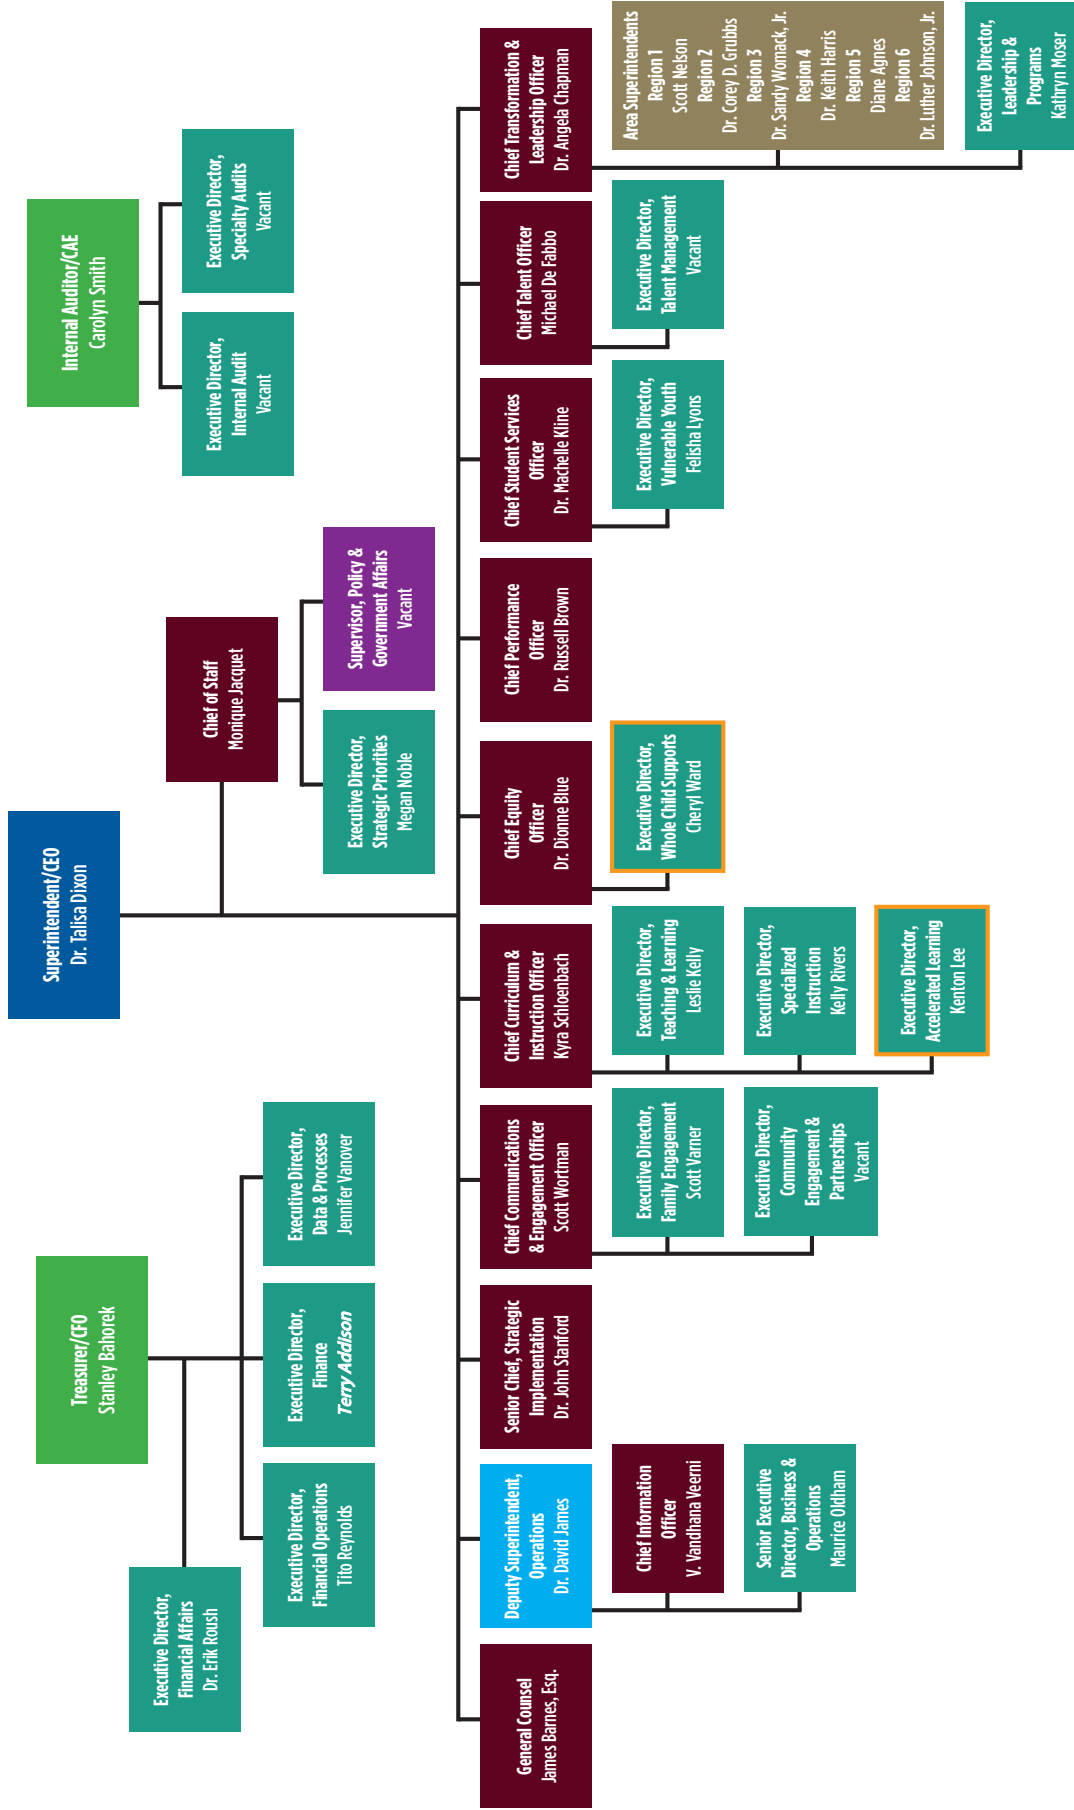 Treasurer/CFO
Stanley Bahorek
Executive Director,
Financial Affairs
Dr. Erik Roush
Executive Director,
Financial Operations
Tito Reynolds
Executive Director,
Finance
Terry Addison
Executive Director,
Data & Processes
Jennifer Vanover
Superintendent/CEO
Dr. Talisa Dixon
Chief of Staff
Monique Jacquet
Executive Director,
Strategic Priorities
Megan Noble
Supervisor, Policy &
Government Affairs
Vacant
Internal Auditor/CAE
Carolyn Smith
Executive Director,
Internal Audit
Vacant
Executive Director,
Specialty Audits
Vacant
General Counsel
James Barnes, Esq.
Deputy Superintendent,
Operations
Dr. David James
Chief Information
Officer
V. Vandhana Veerni
Senior Executive
Director, Business &
Operations
Maurice Oldham
Senior Chief, Strategic
Implementation
Dr. John Stanford
Chief Communications
& Engagement Officer
Scott Wortman
Executive Director,
Family Engagement
Scott Varner
Executive Director,
Community
Engagement &
Partnerships
Vacant
Chief Curriculum &
Instruction Officer
Kyra Schloenbach
Executive Director,
Teaching & Learning
Leslie Kelly
Executive Director,
Specialized
Instruction
Kelly Rivers
Executive Director,
Accelerated Learning
Kenton Lee
Chief Equity
Officer
Dr. Dionne Blue
Executive Director,
Whole Child Supports
Cheryl Ward
Chief Performance
Officer
Dr. Russell Brown
Chief Student Services
Officer
Dr. Machelle Kline
Executive Director,
Vulnerable Youth
Felisha Lyons
Chief Talent Officer
Michael De Fabbo
Executive Director,
Talent Management
Vacant
Chief Transformation &
Leadership Officer
Dr. Angela Chapman
Area Superintendents
Region 1
Scott Nelson
Region 2
Dr. Corey D. Grubbs
Region 3
Dr. Sandy Womack, Jr.
Region 4
Dr. Keith Harris
Region 5
Diane Agnes
Region 6
Dr. Luther Johnson, Jr.
Executive Director,
Leadership &
Programs
Kathryn Moser